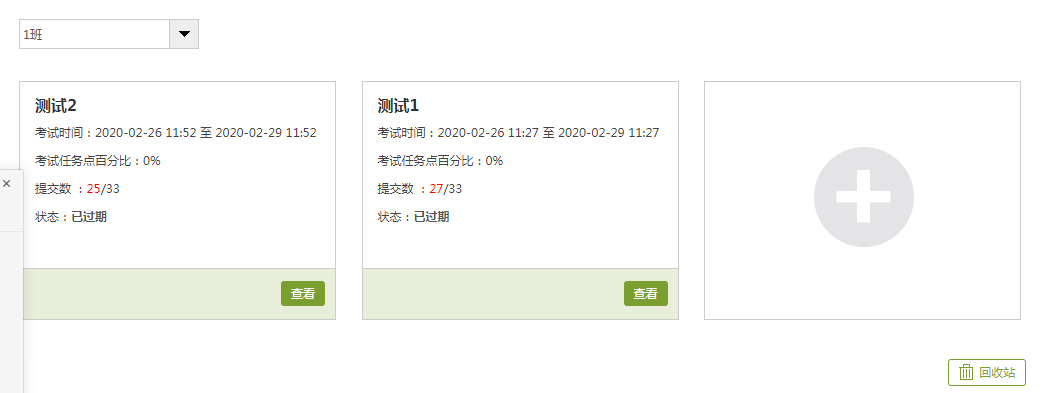 1班
测试2
考试时间：2020-02-26 11:52 至 2020-02-29 11:52
考试任务点百分比：0%
提交数 ：25/33
状态：已过期
查看
测试1
考试时间：2020-02-26 11:27 至 2020-02-29 11:27
考试任务点百分比：0%
提交数 ：27/33
状态：已过期
查看
回收站